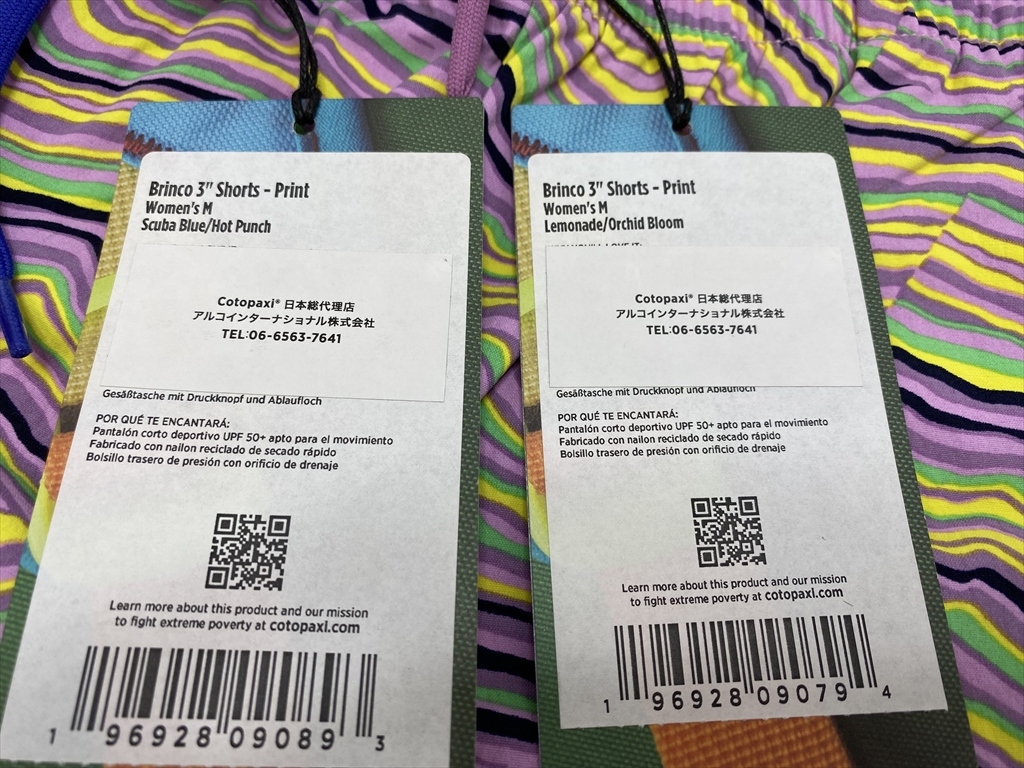 Brinco 3" Shorts - Print
Women's M
Scuba Blue/Hot Punch
Cotopaxi® 日本総代理店
アルコインターナショナル株式会社
TEL:06-6563-7641
Gesäßtasche mit Druckknopf und Ablaufloch
POR QUÉ TE ENCANTARÁ:
Pantalón corto deportivo UPF 50+ apto para el movimiento
Fabricado con nailon reciclado de secado rápido
Bolsillo trasero de presión con orificio de drenaje
Learn more about this product and our mission
to fight extreme poverty at cotopaxi.com
1 96928 09089 3
Brinco 3" Shorts - Print
Women's M
Lemonade/Orchid Bloom
Cotopaxi® 日本総代理店
アルコインターナショナル株式会社
TEL:06-6563-7641
Gesäßtasche mit Druckknopf und Ablaufloch
POR QUÉ TE ENCANTARÁ:
Pantalón corto deportivo UPF 50+ apto para el movimiento
Fabricado con nailon reciclado de secado rápido
Bolsillo trasero de presión con orificio de drenaje
Learn more about this product and our mission
to fight extreme poverty at cotopaxi.com
1 96928 09079 4